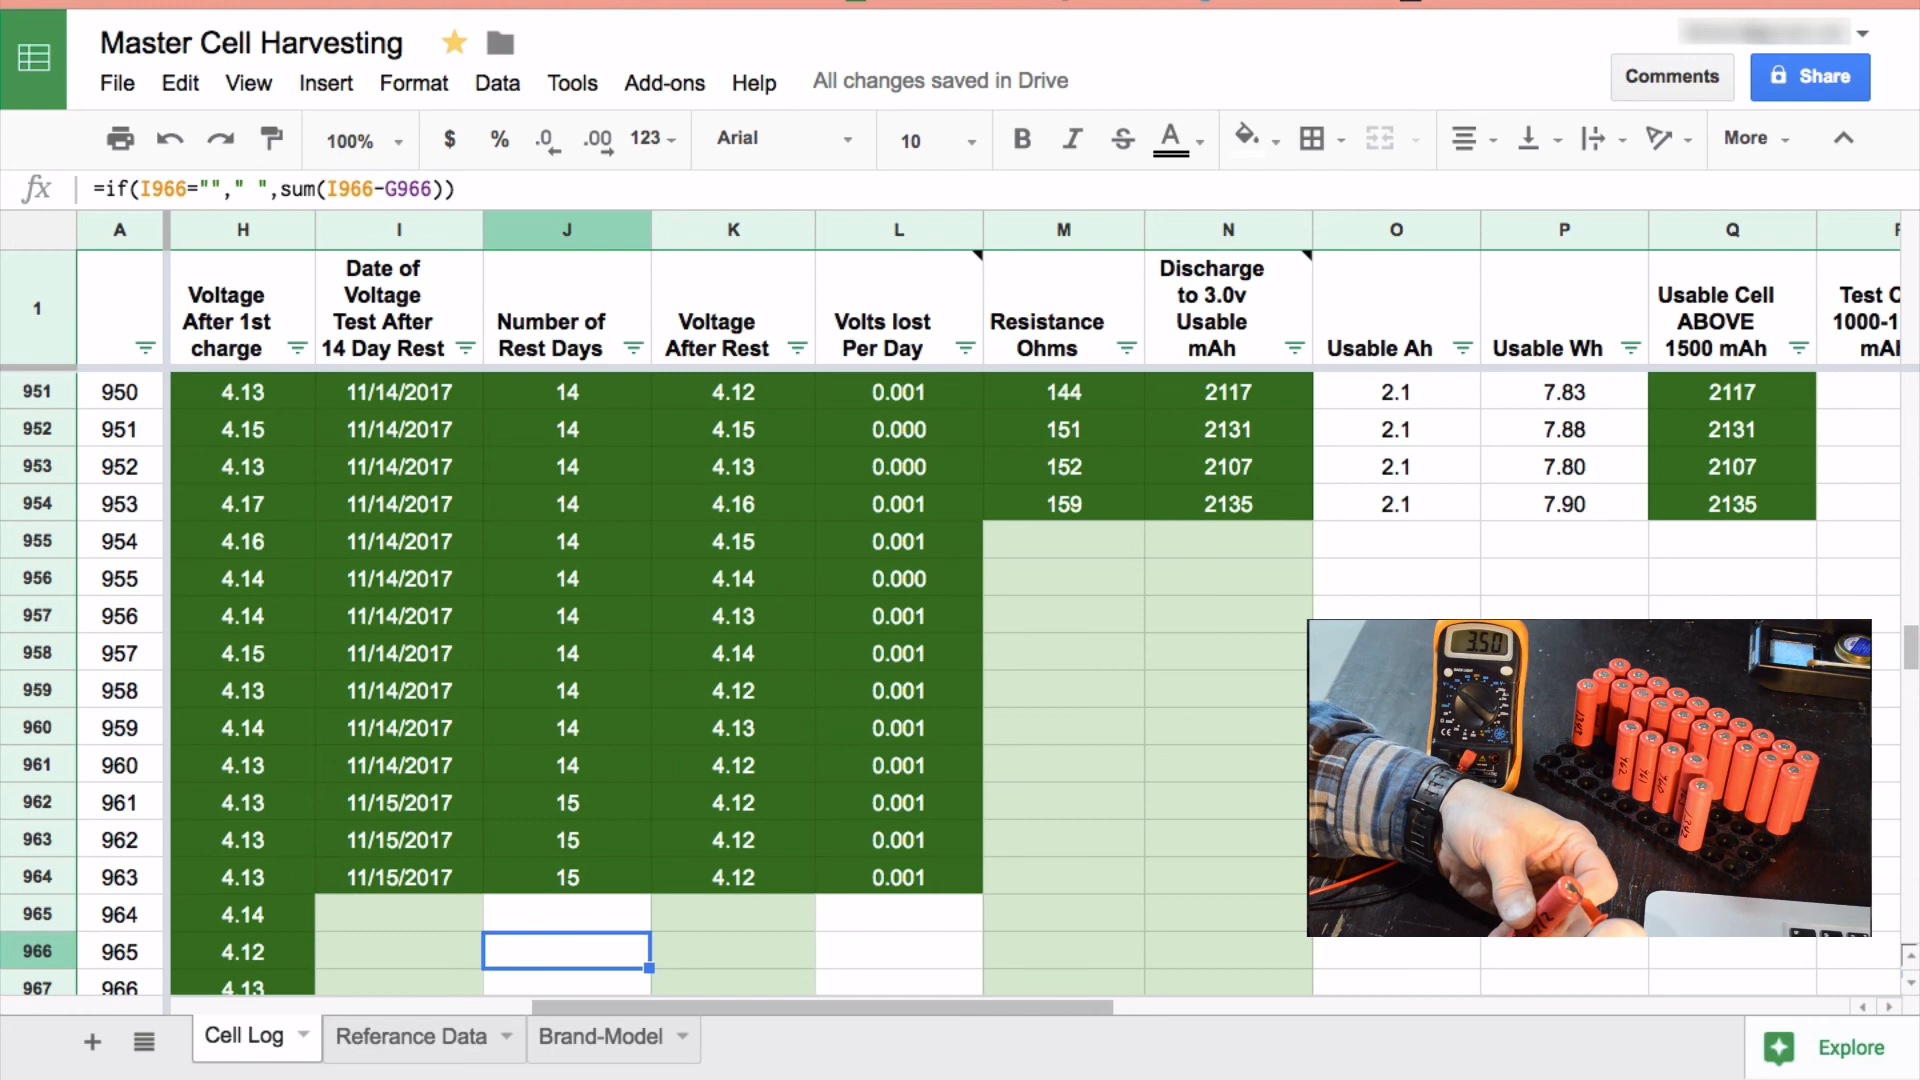 Master Cell Harvesting
File Edit View Insert Format Data Tools Add-ons Help All changes saved in Drive
Comments Share
100% $ % .0 .00 123 Arial 10 B I S A More
fx =if(I966=""," ",sum(I966-G966))
A H I J K L M N O P Q
1
Voltage After 1st charge
Date of Voltage Test After 14 Day Rest
Number of Rest Days
Voltage After Rest
Volts lost Per Day
Resistance Ohms
Discharge to 3.0v Usable mAh
Usable Ah
Usable Wh
Usable Cell ABOVE 1500 mAh
Test C
1000-1
mAh
951 950 4.13 11/14/2017 14 4.12 0.001 144 2117 2.1 7.83 2117
952 951 4.15 11/14/2017 14 4.15 0.000 151 2131 2.1 7.88 2131
953 952 4.13 11/14/2017 14 4.13 0.000 152 2107 2.1 7.80 2107
954 953 4.17 11/14/2017 14 4.16 0.001 159 2135 2.1 7.90 2135
955 954 4.16 11/14/2017 14 4.15 0.001
956 955 4.14 11/14/2017 14 4.14 0.000
957 956 4.14 11/14/2017 14 4.13 0.001
958 957 4.15 11/14/2017 14 4.14 0.001
959 958 4.13 11/14/2017 14 4.12 0.001
960 959 4.14 11/14/2017 14 4.13 0.001
961 960 4.13 11/14/2017 14 4.12 0.001
962 961 4.13 11/15/2017 15 4.12 0.001
963 962 4.13 11/15/2017 15 4.12 0.001
964 963 4.13 11/15/2017 15 4.12 0.001
965 964 4.14
966 965 4.12
967 966 4.13
3.50
962 961 960
1342
Cell Log Referance Data Brand-Model
Explore